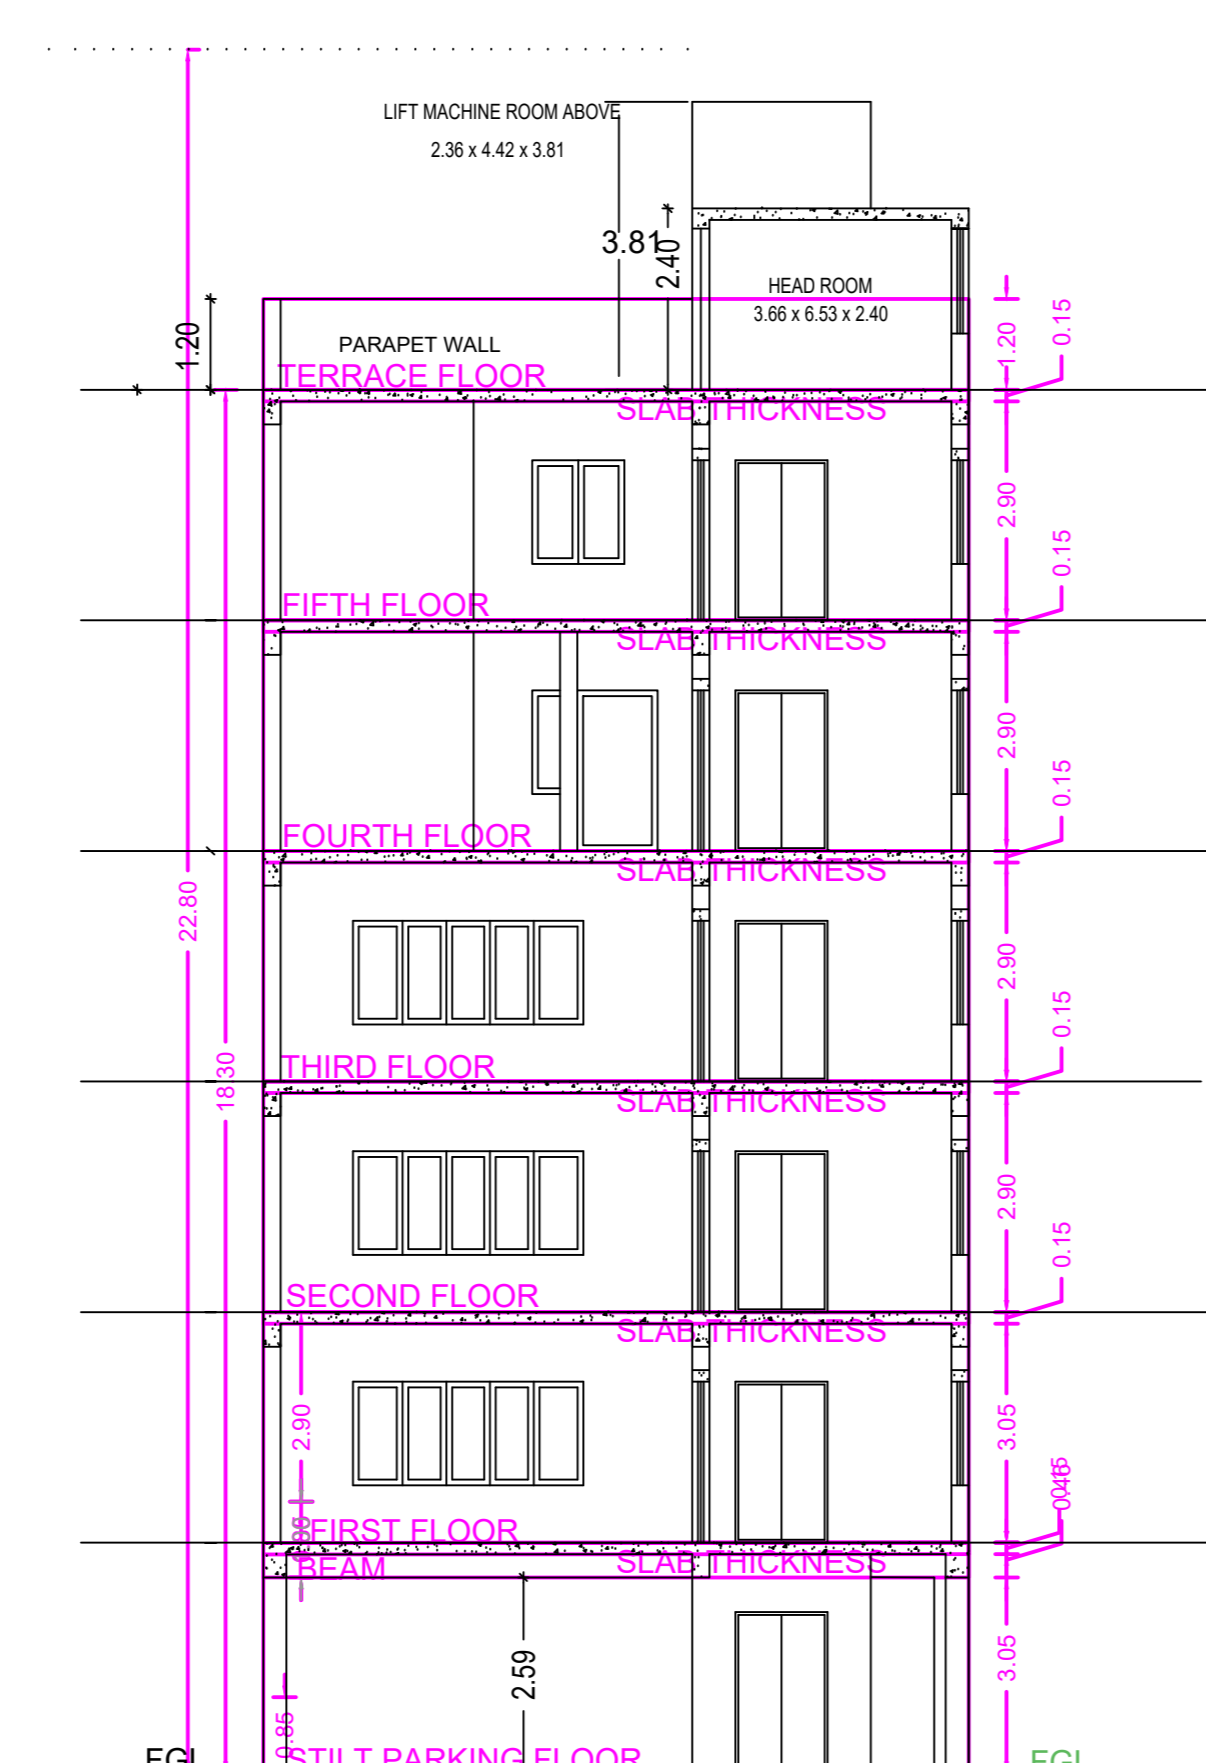 LIFT MACHINE ROOM ABOVE
2.36 x 4.42 x 3.81
3.81
2.40
HEAD ROOM
3.66 x 6.53 x 2.40
1.20
PARAPET WALL
TERRACE FLOOR
1.20
0.15
SLAB THICKNESS
2.90
0.15
FIFTH FLOOR
SLAB THICKNESS
2.90
0.15
FOURTH FLOOR
SLAB THICKNESS
22.80
2.90
0.15
THIRD FLOOR
18.30
SLAB THICKNESS
2.90
0.15
SECOND FLOOR
SLAB THICKNESS
2.90
3.05
FIRST FLOOR
BEAM
SLAB THICKNESS
2.59
3.05
0.85
EGL
STILT PARKING FLOOR
EGL